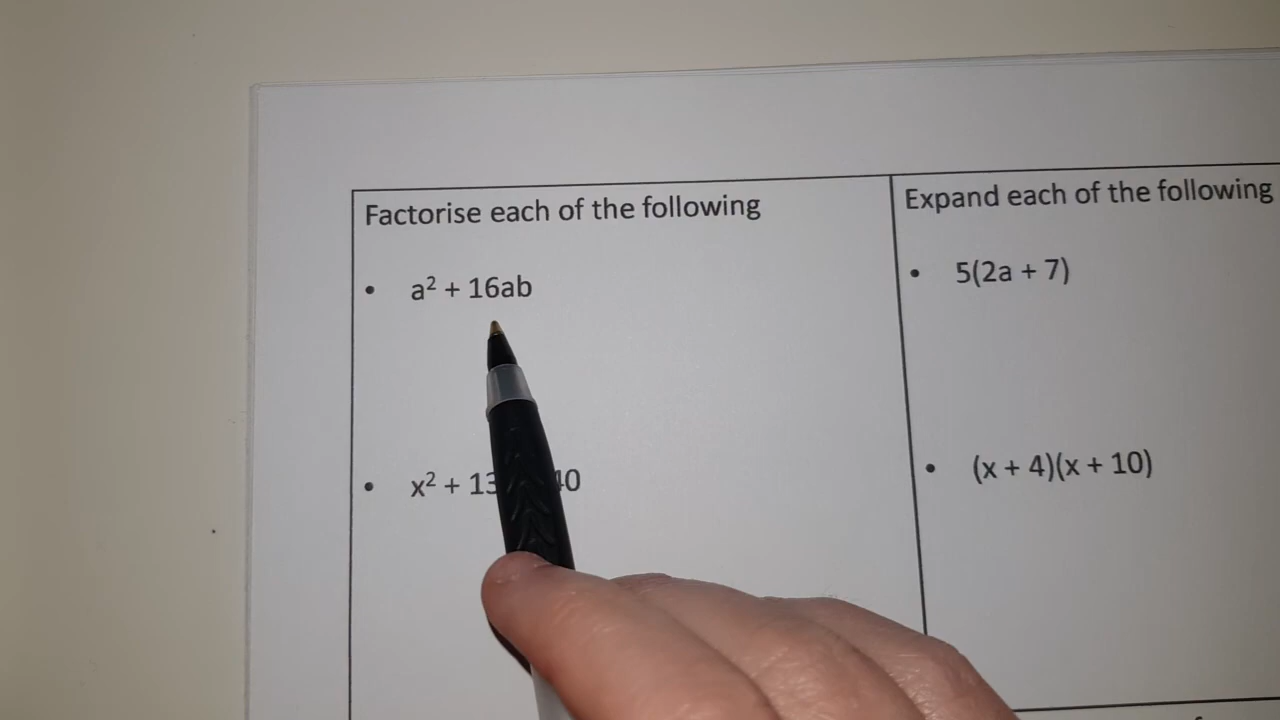 Factorise each of the following
• a² + 16ab
• x² + 13
Expand each of the following
• 5(2a + 7)
• (x + 4)(x + 10)